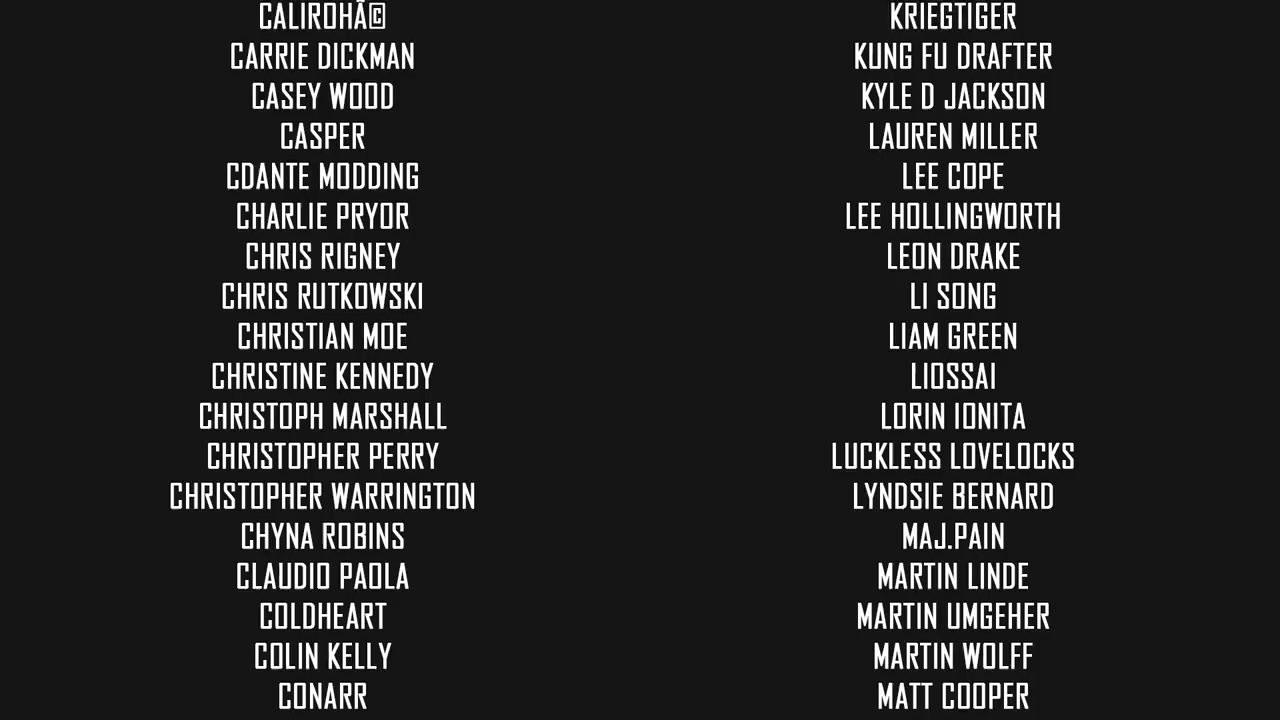 CALIROHÃ©
CARRIE DICKMAN
CASEY WOOD
CASPER
CDANTE MODDING
CHARLIE PRYOR
CHRIS RIGNEY
CHRIS RUTKOWSKI
CHRISTIAN MOE
CHRISTINE KENNEDY
CHRISTOPH MARSHALL
CHRISTOPHER PERRY
CHRISTOPHER WARRINGTON
CHYNA ROBINS
CLAUDIO PAOLA
COLDHEART
COLIN KELLY
CONARR
KRIEGTIGER
KUNG FU DRAFTER
KYLE D JACKSON
LAUREN MILLER
LEE COPE
LEE HOLLINGWORTH
LEON DRAKE
LI SONG
LIAM GREEN
LIOSSAI
LORIN IONITA
LUCKLESS LOVELOCKS
LYNDSIE BERNARD
MAJ.PAIN
MARTIN LINDE
MARTIN UMGEHER
MARTIN WOLFF
MATT COOPER